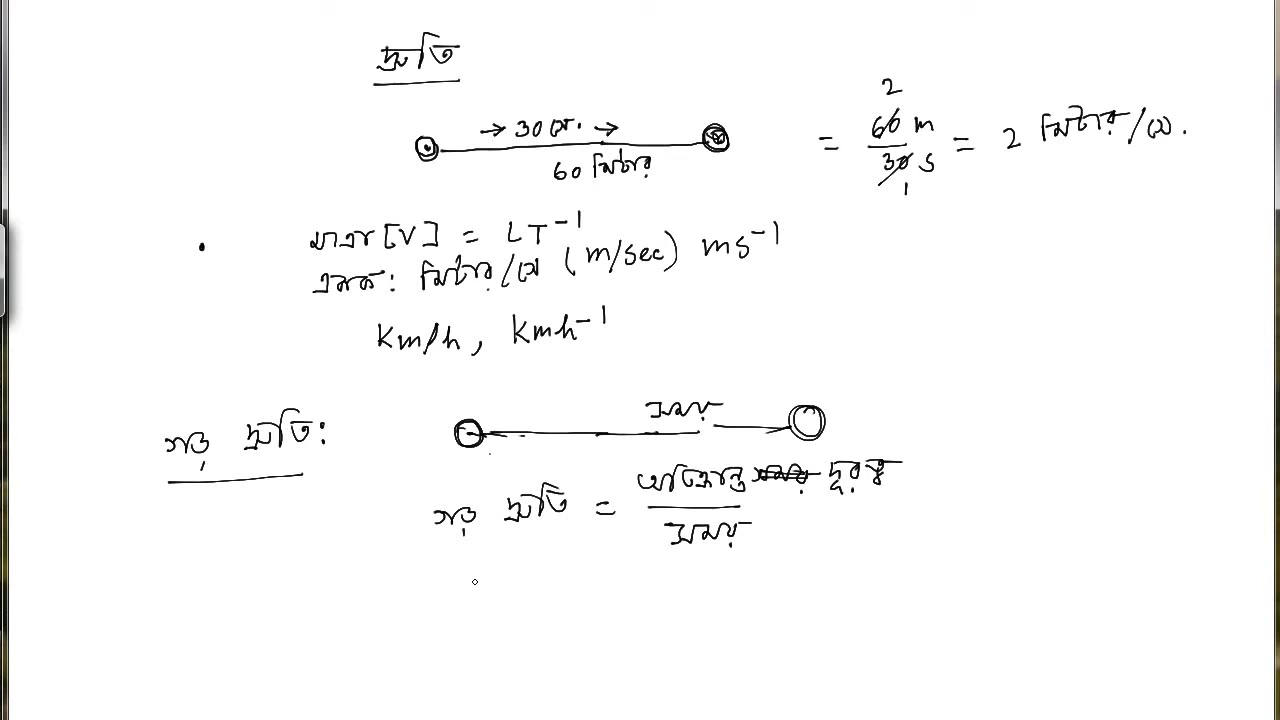 দ্রুতি
→ 30 সে. →
60 মিটার
= 60 m / 30 s = 2 মিটার/সে.
2
1
মাত্রা [V] = LT⁻¹
একক: মিটার/সে (m/sec) ms⁻¹
Km/h, Kmh⁻¹
গড় দ্রুতি:
সময়
গড় দ্রুতি = অতিক্রান্ত সময় দূরত্ব / সময়